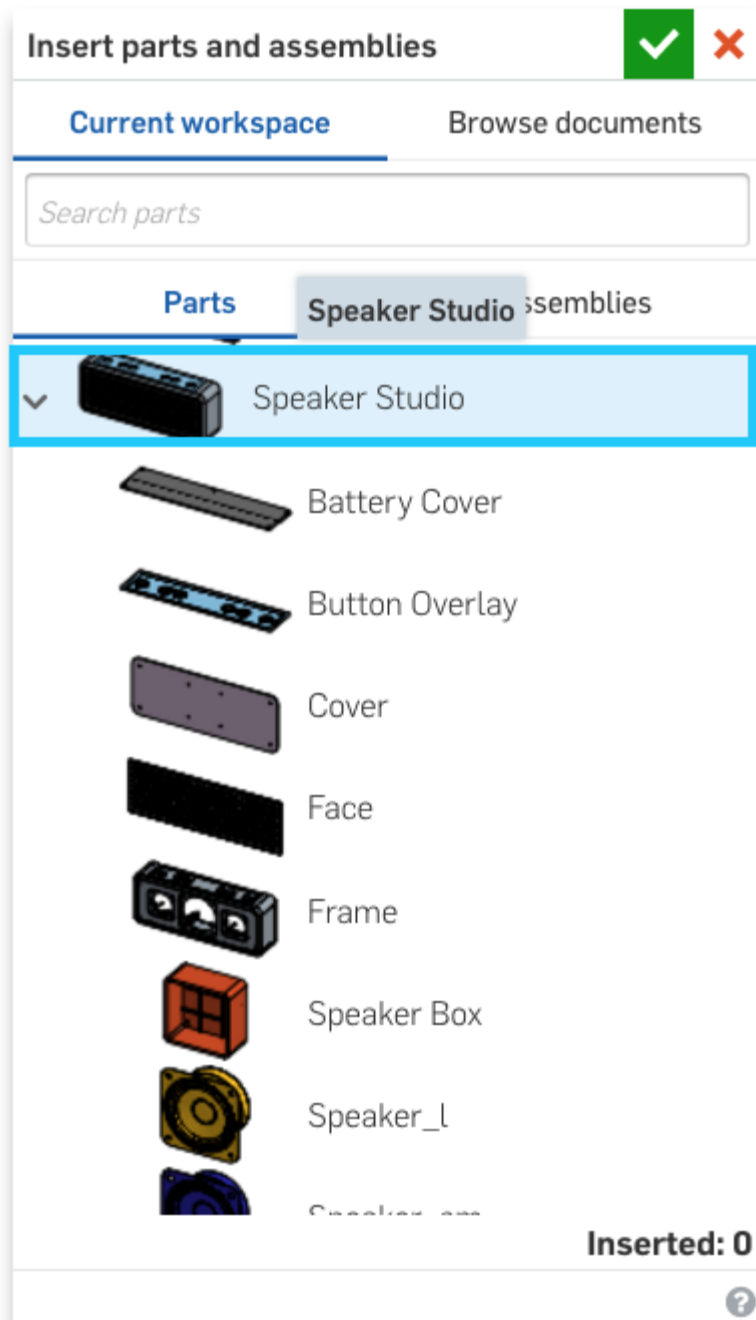 Insert parts and assemblies
Current workspace Browse documents
Search parts
Parts Speaker Studio ssemblies
Speaker Studio
Battery Cover
Button Overlay
Cover
Face
Frame
Speaker Box
Speaker_l
Inserted: 0
?